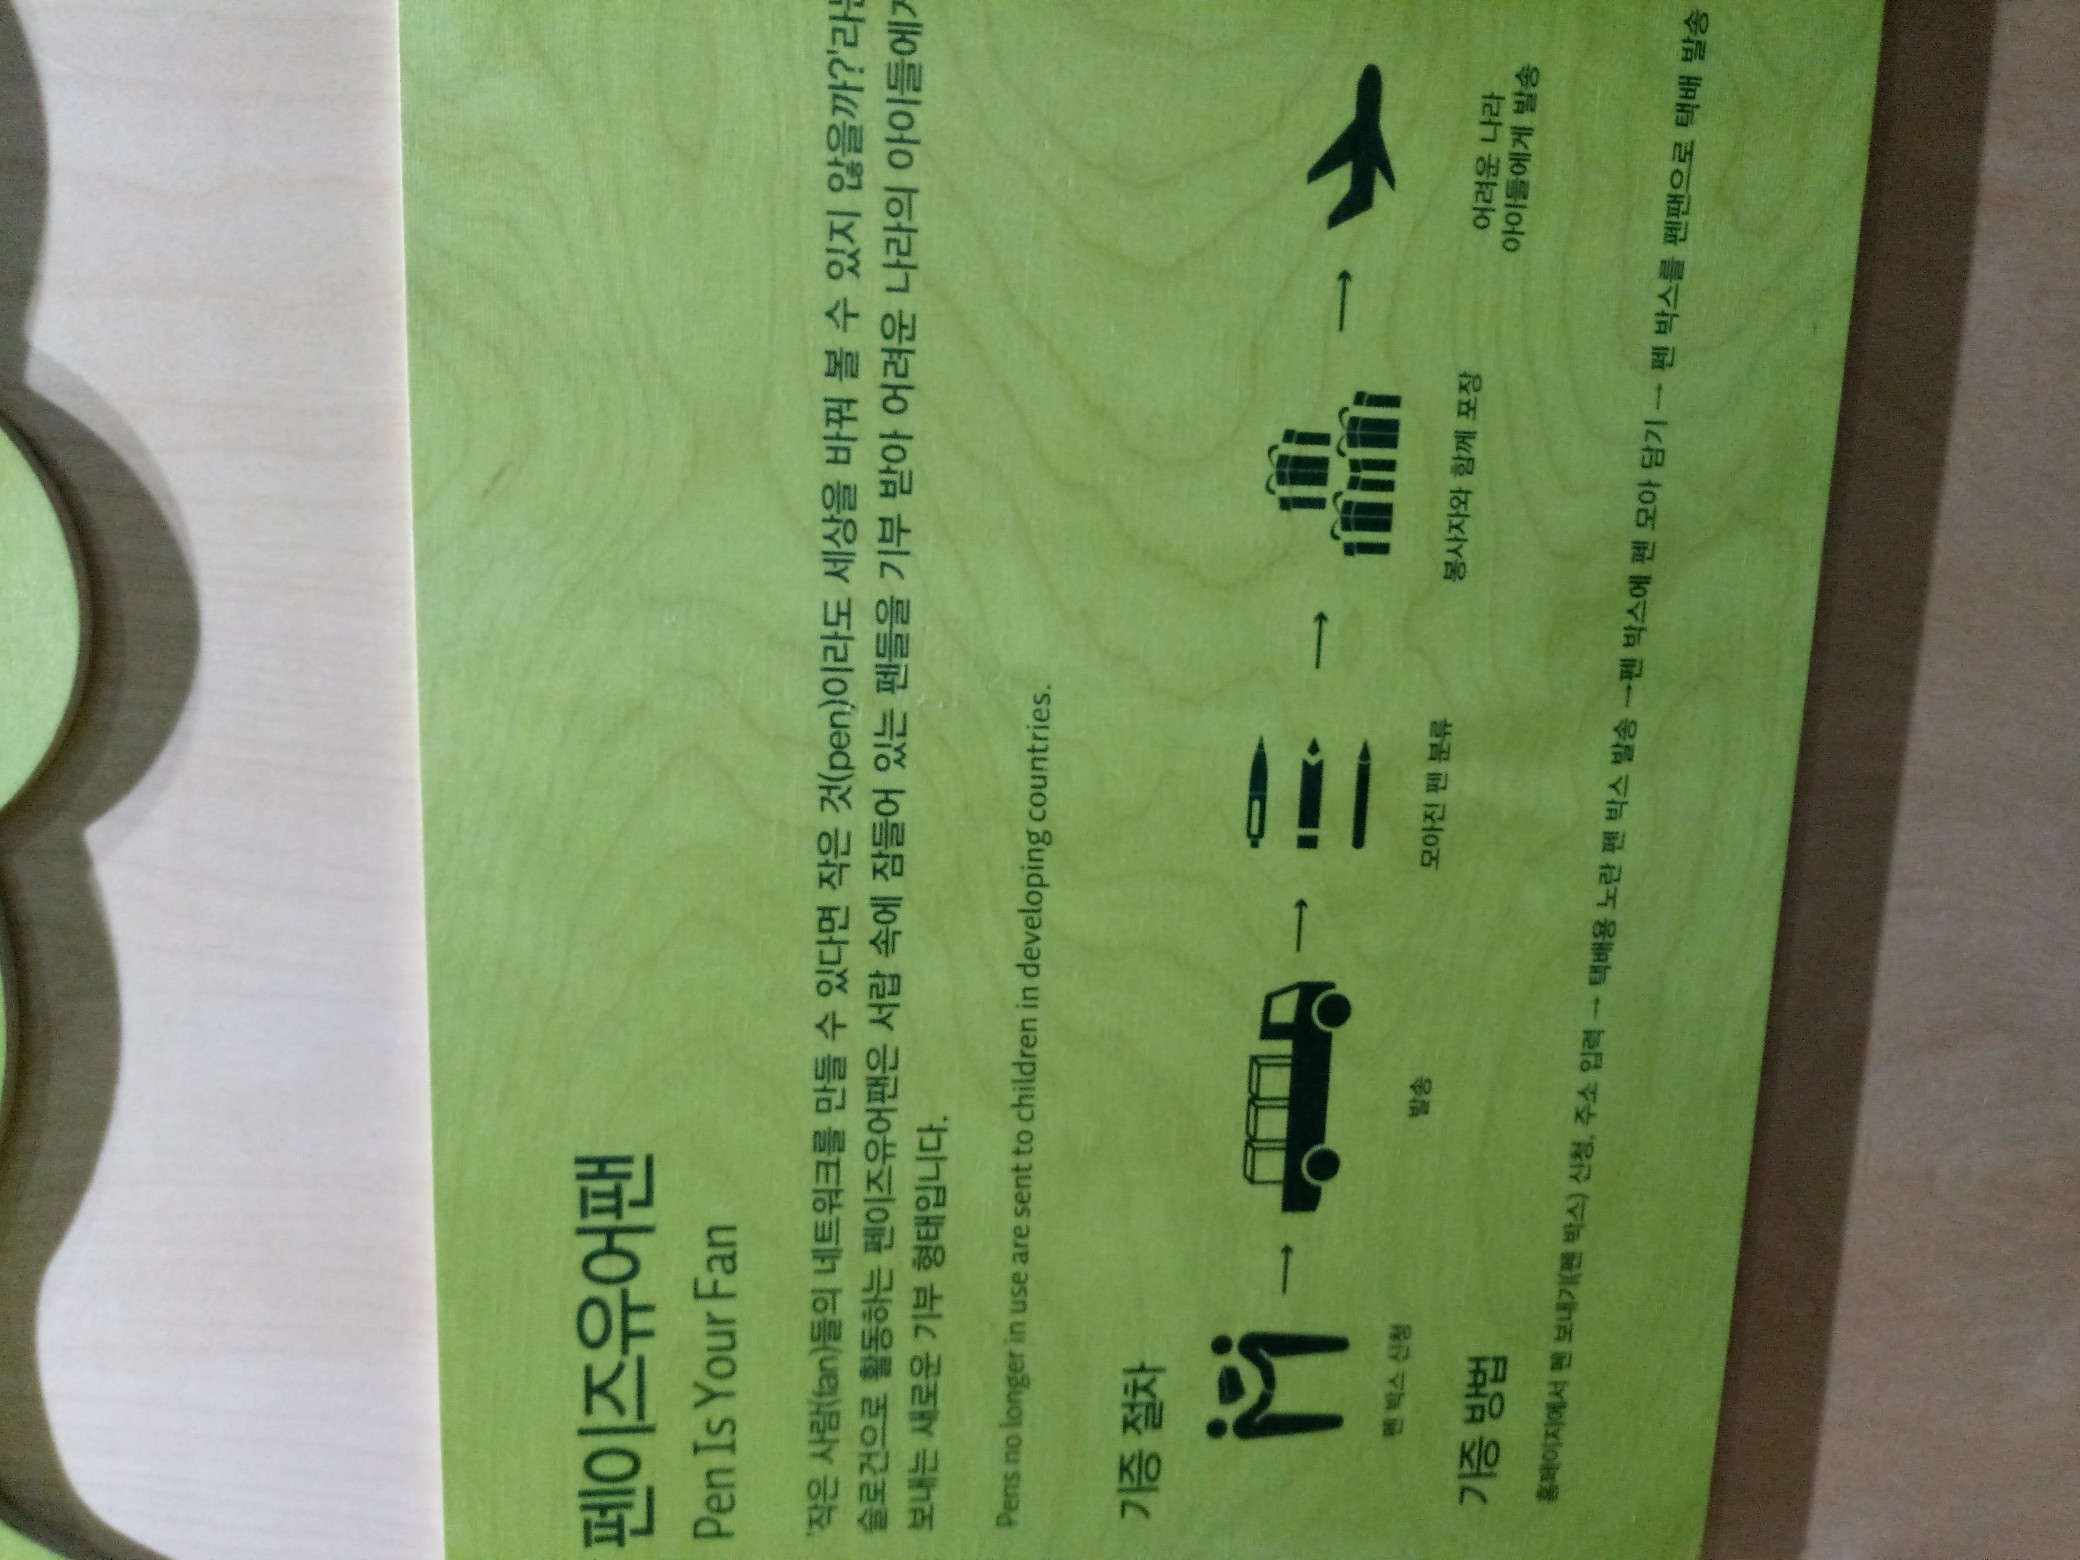 펜이즈유어팬
Pen Is Your Fan
'작은 사람(fan)들의 네트워크를 만들 수 있다면 작은 것(pen)이라도 세상을 바꿔 볼 수 있지 않을까?'라는
슬로건으로 활동하는 펜이즈유어팬은 서랍 속에 잠들어 있는 펜들을 기부 받아 어려운 나라의 아이들에게
보내는 새로운 기부 형태입니다.
Pens no longer in use are sent to children in developing countries.
기증 절차
→ → → →
펜 박스 신청 발송 모아진 펜 분류 봉사자와 함께 포장 어려운 나라
아이들에게 발송
기증 방법
홈페이지에서 펜 보내기(펜 박스) 신청, 주소 입력 → 택배용 노란 펜 박스 발송 →펜 박스에 펜 모아 담기 → 펜 박스를 펜팬으로 택배 발송